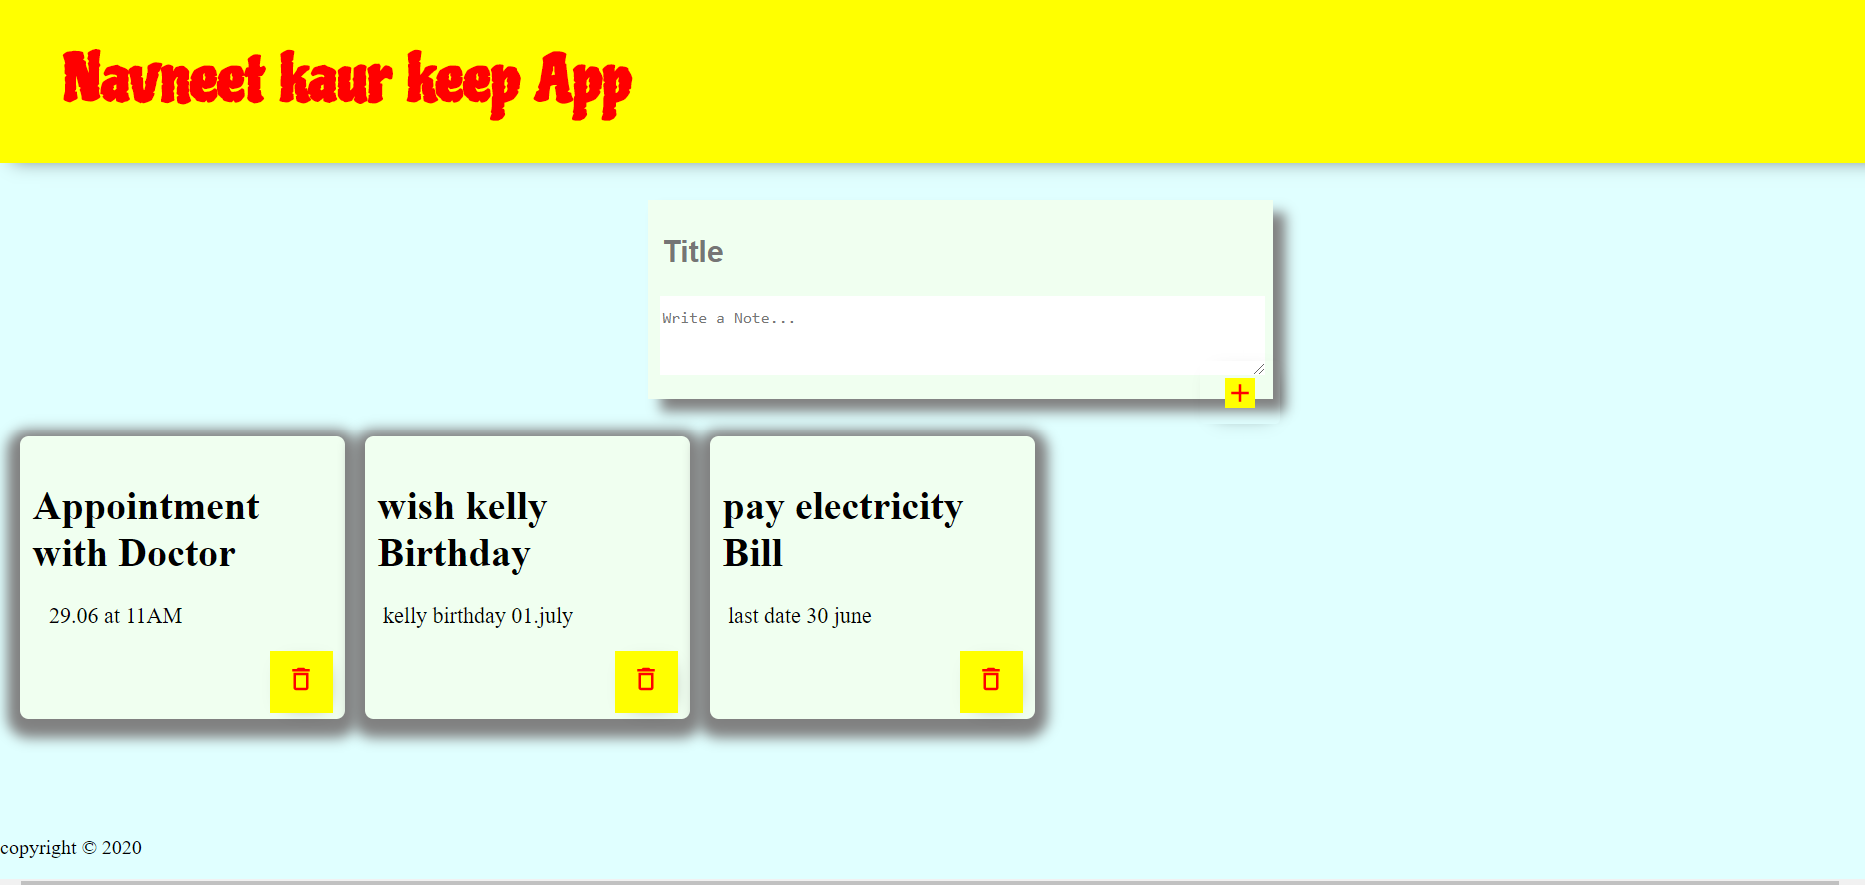 Navneet kaur keep App
Title
Write a Note...
Appointment
with Doctor
29.06 at 11AM
wish kelly
Birthday
kelly birthday 01.july
pay electricity
Bill
last date 30 june
copyright © 2020